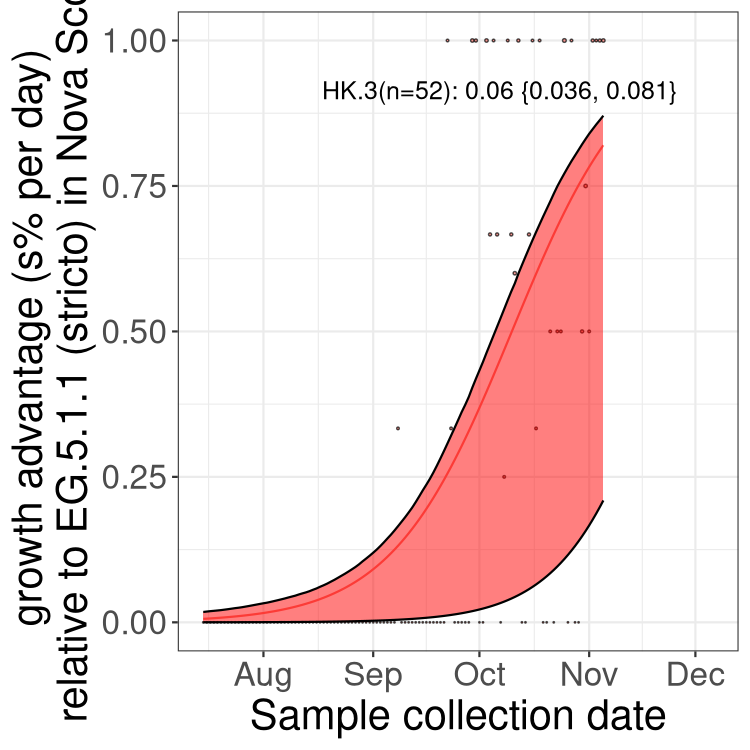 growth advantage (s% per day)
relative to EG.5.1.1 (stricto) in Nova
1.00
0.75
0.50
0.25
0.00
HK.3(n=52): 0.06 {0.036, 0.081}
Aug Sep Oct Nov Dec
Sample collection date